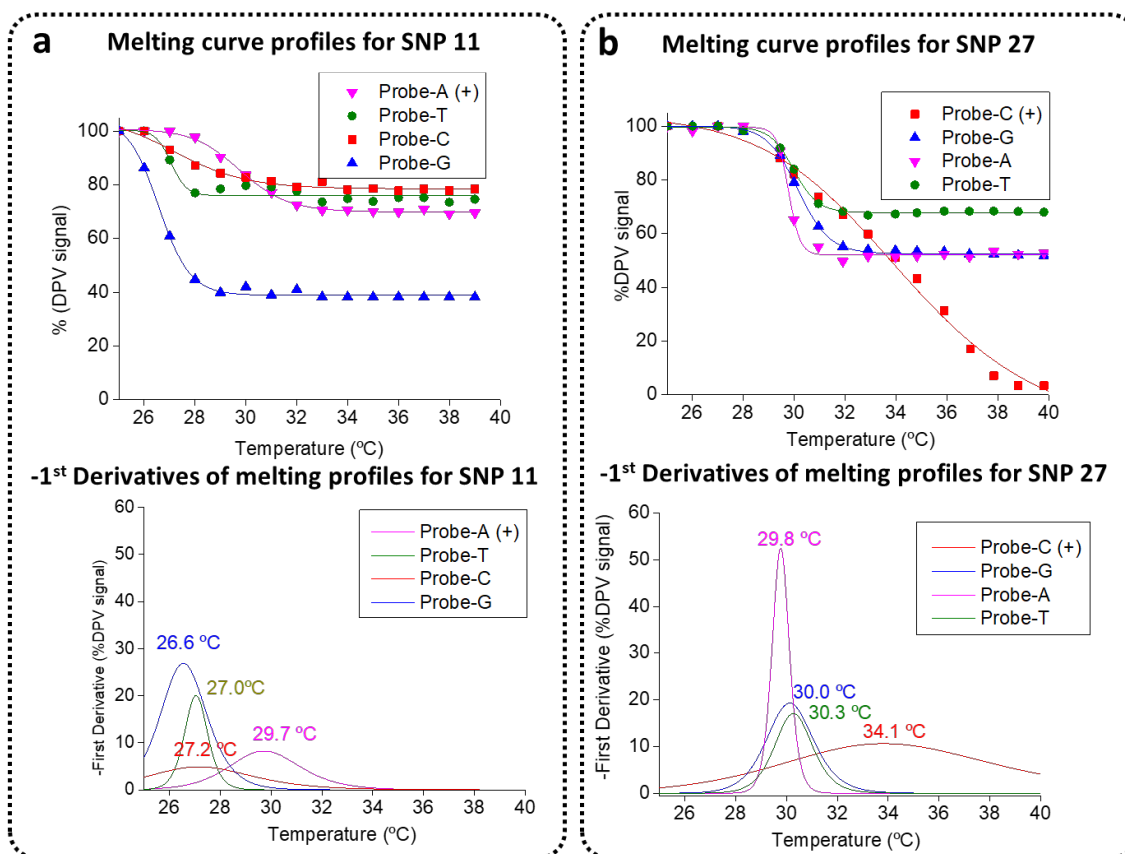 a
Melting curve profiles for SNP 11
Probe-A (+)
Probe-T
Probe-C
Probe-G
100
80
60
40
20
0
% (DPV signal)
26 28 30 32 34 36 38 40
Temperature (ºC)
-1st Derivatives of melting profiles for SNP 11
60
50
40
30
20
10
0
-First Derivative (%DPV signal)
Probe-A (+)
Probe-T
Probe-C
Probe-G
26.6 ºC
27.0ºC
27.2 ºC
29.7 ºC
26 28 30 32 34 36 38 40
Temperature (ºC)
b
Melting curve profiles for SNP 27
Probe-C (+)
Probe-G
Probe-A
Probe-T
100
80
60
40
20
0
%DPV signal)
26 28 30 32 34 36 38 40
Temperature (ºC)
-1st Derivatives of melting profiles for SNP 27
60
50
40
30
20
10
0
-First Derivative (%DPV signal)
29.8 ºC
Probe-C (+)
Probe-G
Probe-A
Probe-T
30.0 ºC
30.3 ºC
34.1 ºC
26 28 30 32 34 36 38 40
Temperature (ºC)